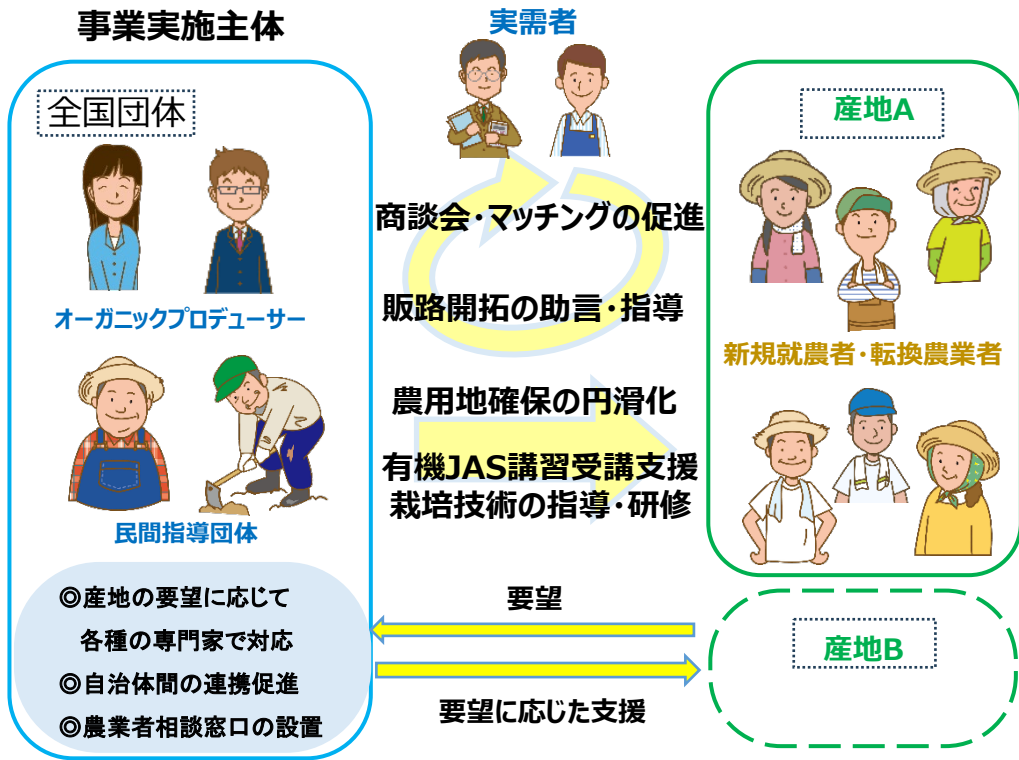 事業実施主体
全国団体
オーガニックプロデューサー
民間指導団体
◎産地の要望に応じて
各種の専門家で対応
◎自治体間の連携促進
◎農業者相談窓口の設置
実需者
商談会・マッチングの促進
販路開拓の助言・指導
農用地確保の円滑化
有機JAS講習受講支援
栽培技術の指導・研修
要望
要望に応じた支援
産地A
新規就農者・転換農業者
産地B